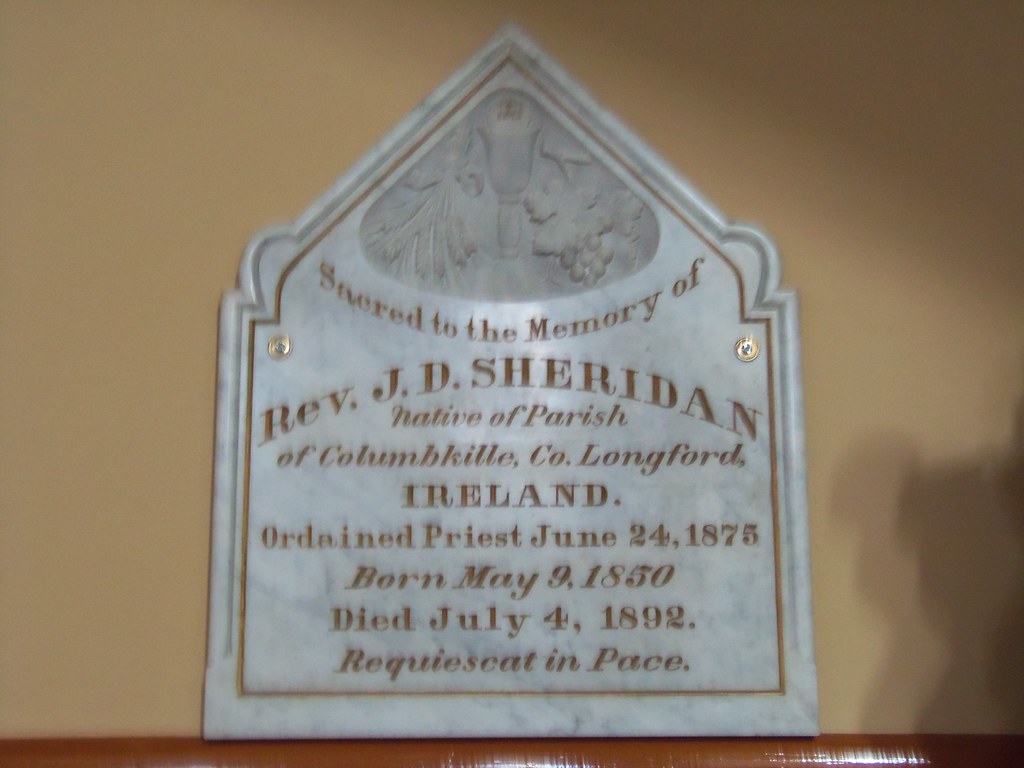 Sacred to the Memory of
Rev. J. D. SHERIDAN
native of Parish
of Columbkille, Co. Longford,
IRELAND.
Ordained Priest June 24, 1875
Born May 9, 1850
Died July 4, 1892.
Requiescat in Pace.